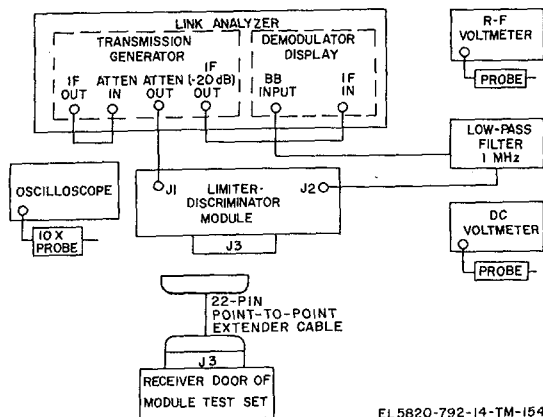 LINK ANALYZER
TRANSMISSION
GENERATOR
DEMODULATOR
DISPLAY
IF
OUT
ATTEN
IN
ATTEN
OUT
IF
(-20 dB)
OUT
BB
INPUT
IF
IN
R-F
VOLTMETER
PROBE
LOW-PASS
FILTER
1 MHz
OSCILLOSCOPE
10 X
PROBE
J1
LIMITER-
DISCRIMINATOR
MODULE
J2
J3
DC
VOLTMETER
PROBE
22-PIN
POINT-TO-POINT
EXTENDER CABLE
J3
RECEIVER DOOR OF
MODULE TEST SET
EL5820-792-14-TM-154